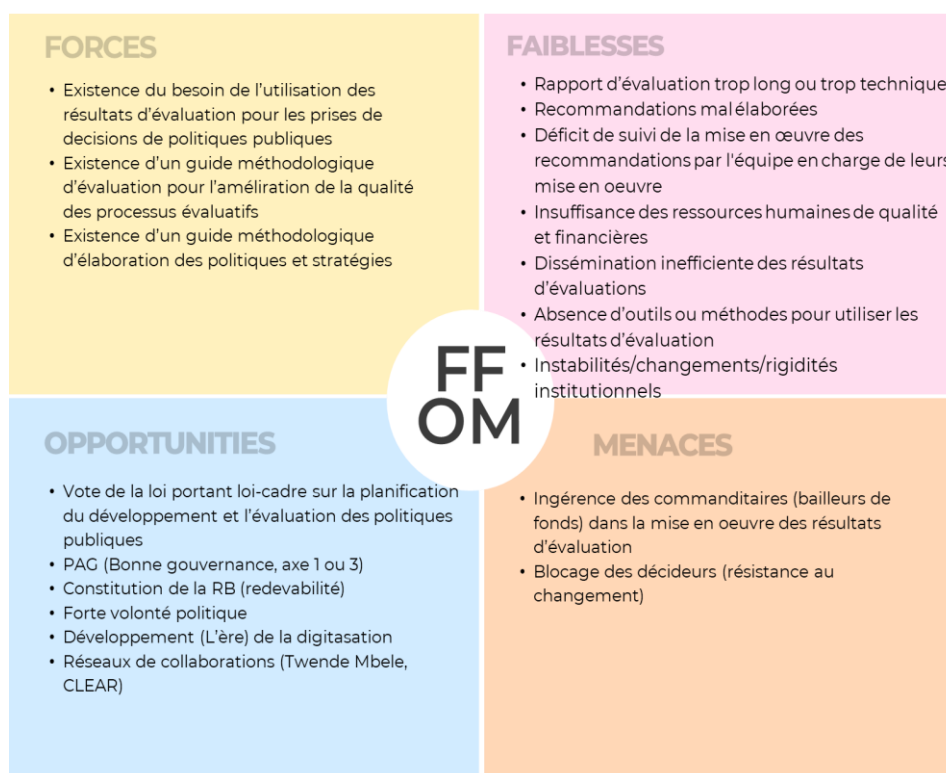 FORCES
• Existence du besoin de l'utilisation des
résultats d'évaluation pour les prises de
decisions de politiques publiques
• Existence d'un guide méthodologique
d'évaluation pour l'amélération de la qualité
des processus évaluatifs
• Existence d'un guide méthodologique
d'élaboration des politiques et stratégies
FAIBLESSES
• Rapport d'évaluation trop long ou trop technique
• Recommandations mal élaborées
• Déficit de suivi de la mise en œuvre des
recommandations par l'équipe en charge de leurs
mise en oeuvre
• Insuffisance des ressources humaines de qualité
et financières
• Dissémination inefficiente des résultats
d'évaluations
• Absence d'outils ou méthodes pour utiliser les
résultats d'évaluation
• Instabilités/changements/rigidités
institutionnels
FF
OM
OPPORTUNITIES
• Vote de la loi portant loi-cadre sur la planification
du développement et l'évaluation des politiques
publiques
• PAG (Bonne gouvernance, axe 1 ou 3)
• Constitution de la RB (redevabilité)
• Forte volonté politique
• Développement (L'ère) de la digitasation
• Réseaux de collaborations (Twende Mbele,
CLEAR)
MENACES
• Ingérence des commanditaires (bailleurs de
fonds) dans la mise en oeuvre des résultats
d'évaluation
• Blocage des décideurs (résistance au
changement)